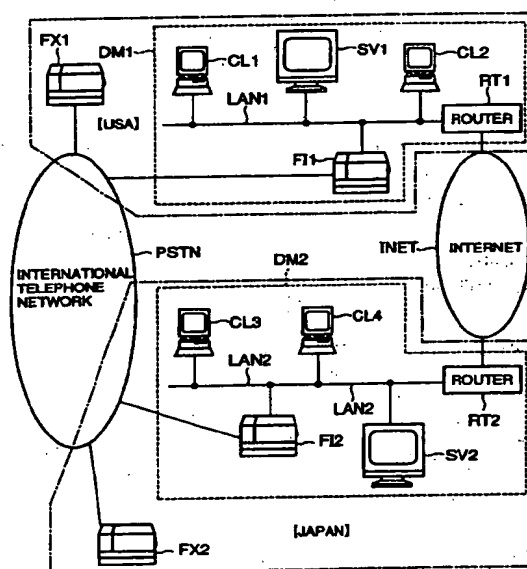 FX1
DM1
CL1
SV1
CL2
RT1
LAN1
[USA]
ROUTER
FI1
PSTN
INET
INTERNET
INTERNATIONAL
TELEPHONE
NETWORK
DM2
CL3
CL4
LAN2
LAN2
ROUTER
RT2
FI2
SV2
[JAPAN]
FX2